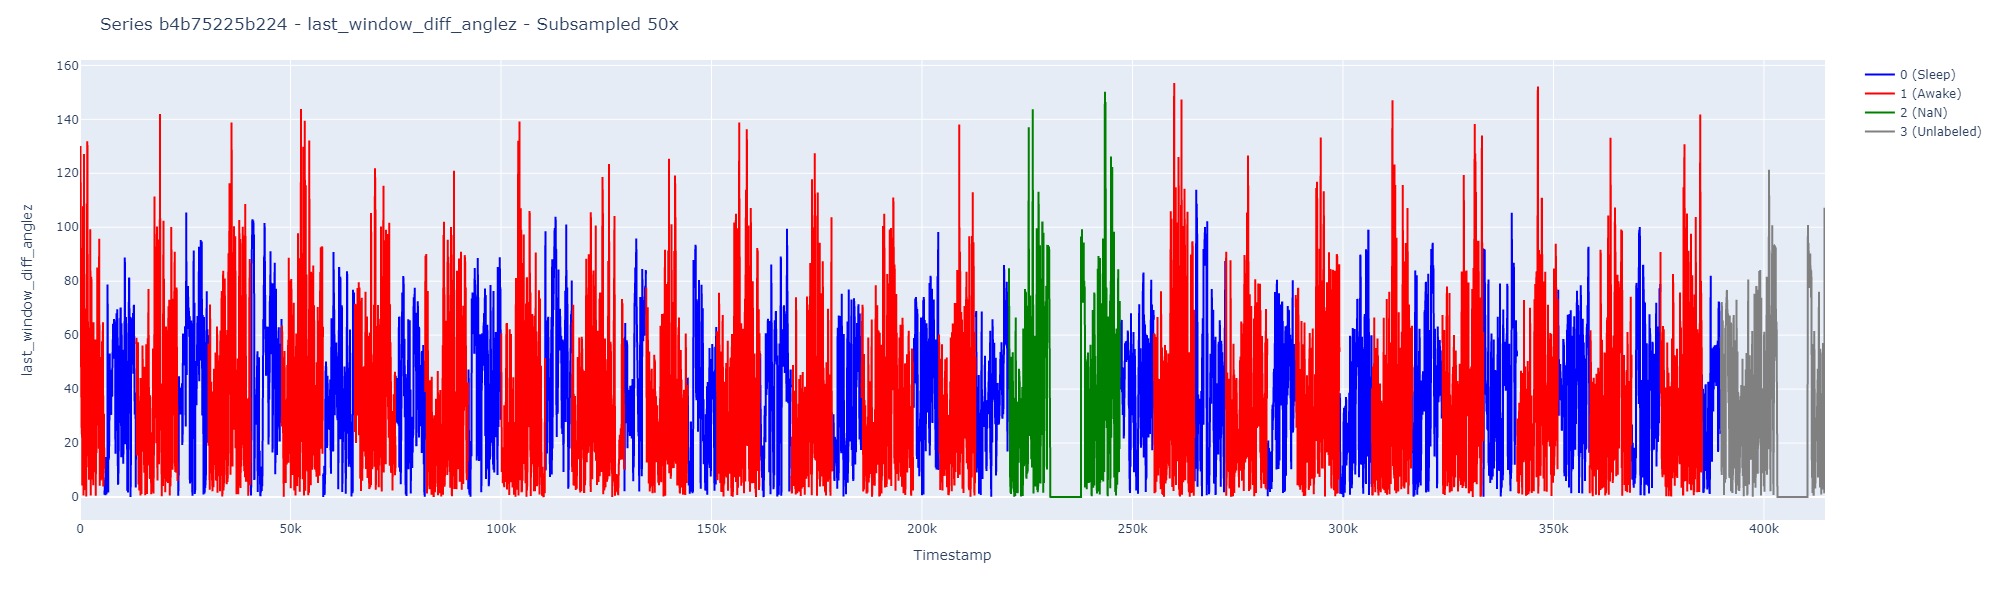 Series b4b75225b224 - last_window_diff_anglez - Subsampled 50x
160
140
120
100
80
60
40
20
0
last_window_diff_anglez
0
50k
100k
150k
200k
250k
300k
350k
400k
Timestamp
0 (Sleep)
1 (Awake)
2 (NaN)
3 (Unlabeled)